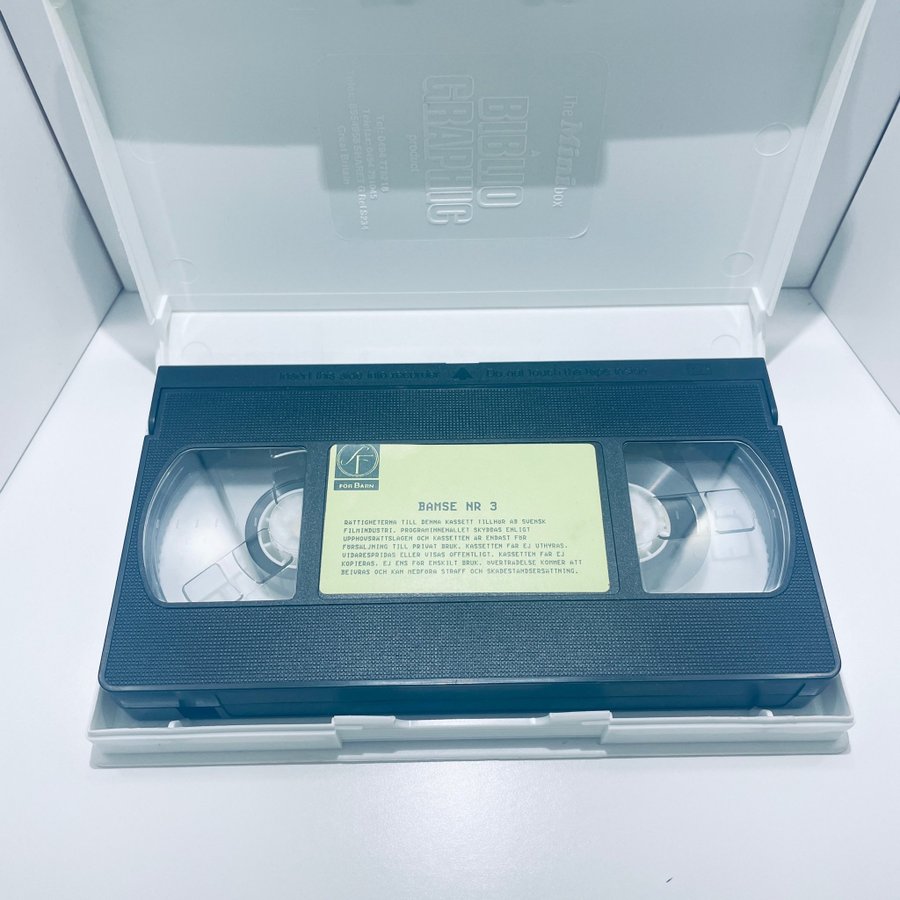 The Minibox
A
BIBLIO
GRAPHIC
product
Insert this side into recorder Do not touch the tape inside
SF
FÖR BARN
BAMSE NR 3
RÄTTIGHETERNA TILL DENNA KASSETT TILLHÖR AB SVENSK
FILMINDUSTRI. PROGRAMINNEHÅLLET SKYDDAS ENLIGT
UPPHOVSRÄTTSLAGEN OCH KASSETTEN ÄR ENDAST FÖR
FÖRSÄLJNING TILL PRIVAT BRUK. KASSETTEN FÅR EJ UTHYRAS,
VIDARESPRIDAS ELLER VISAS OFFENTLIGT. KASSETTEN FÅR EJ
KOPIERAS, EJ ENS FÖR ENSKILT BRUK. ÖVERTRÄDELSE KOMMER ATT
BEIVRAS OCH KAN MEDFÖRA STRAFF OCH SKADESTÅNDSERSÄTTNING.